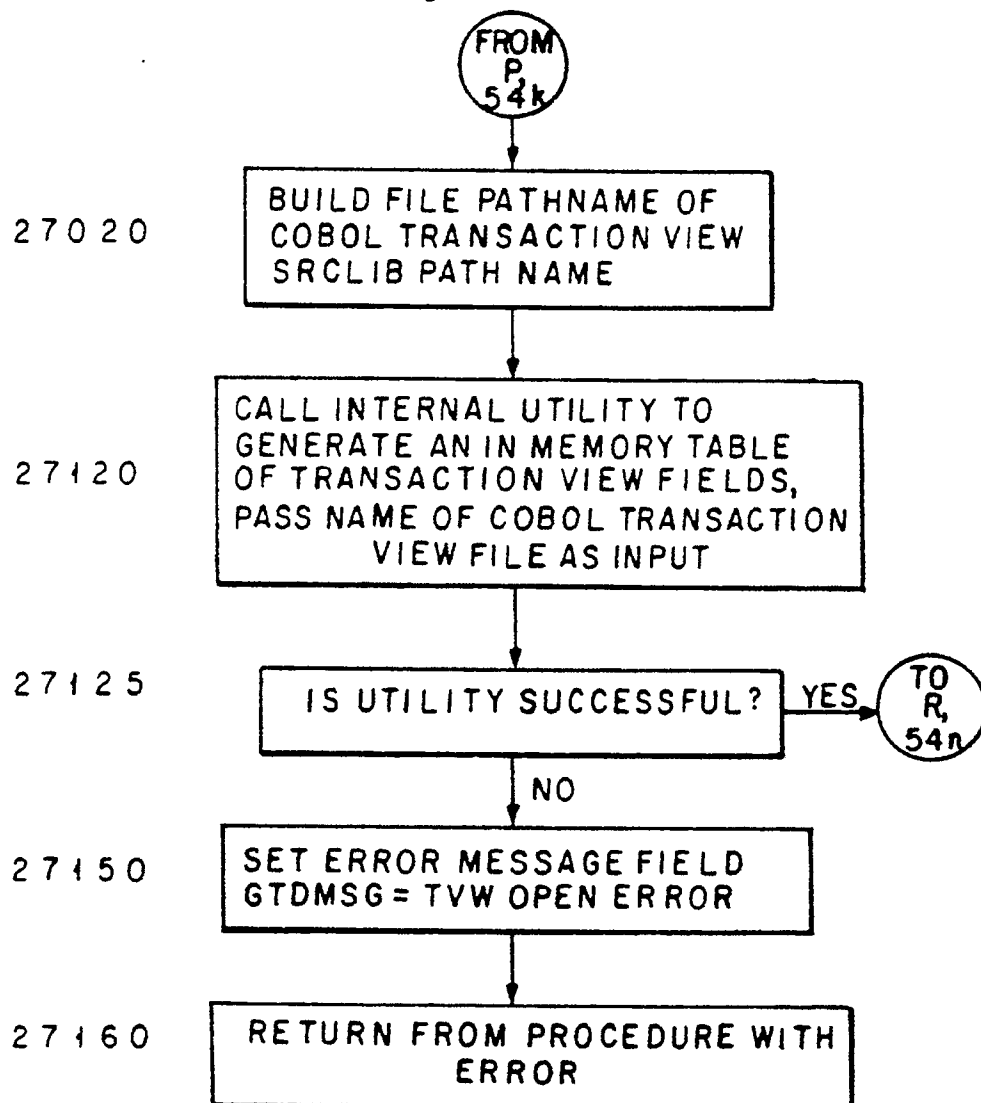 FROM
P,
54k
27020
BUILD FILE PATHNAME OF
COBOL TRANSACTION VIEW
SRCLIB PATH NAME
27120
CALL INTERNAL UTILITY TO
GENERATE AN IN MEMORY TABLE
OF TRANSACTION VIEW FIELDS,
PASS NAME OF COBOL TRANSACTION
VIEW FILE AS INPUT
27125
IS UTILITY SUCCESSFUL?
YES
TO
R,
54n
NO
27150
SET ERROR MESSAGE FIELD
GTDMSG = TVW OPEN ERROR
27160
RETURN FROM PROCEDURE WITH
ERROR